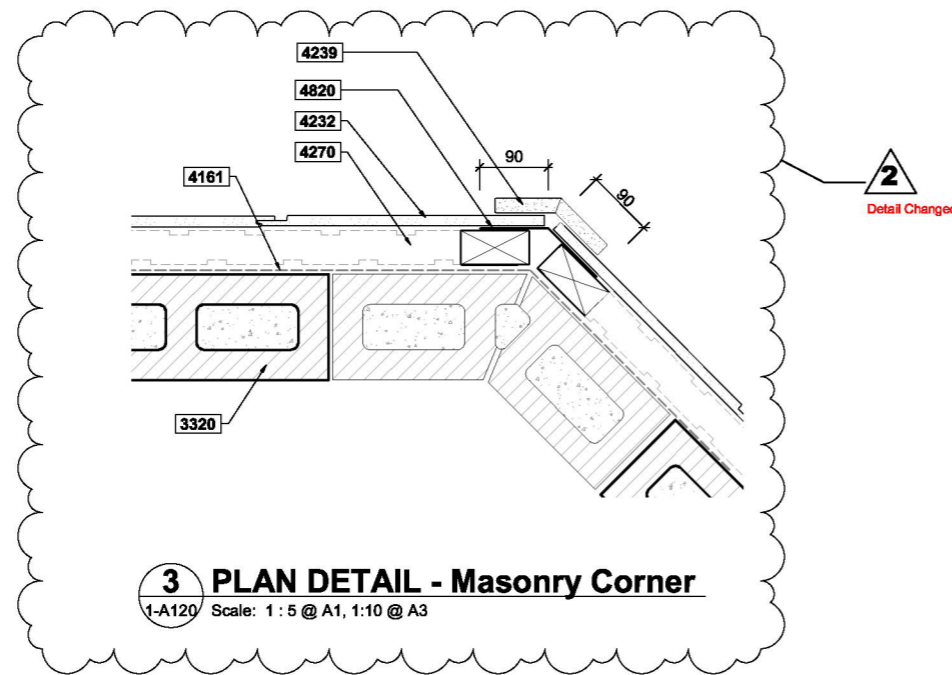 4239
4820
4232
4270
4161
90
90
2
Detail Changed
3320
3
PLAN DETAIL - Masonry Corner
1-A120
Scale: 1 : 5 @ A1, 1:10 @ A3